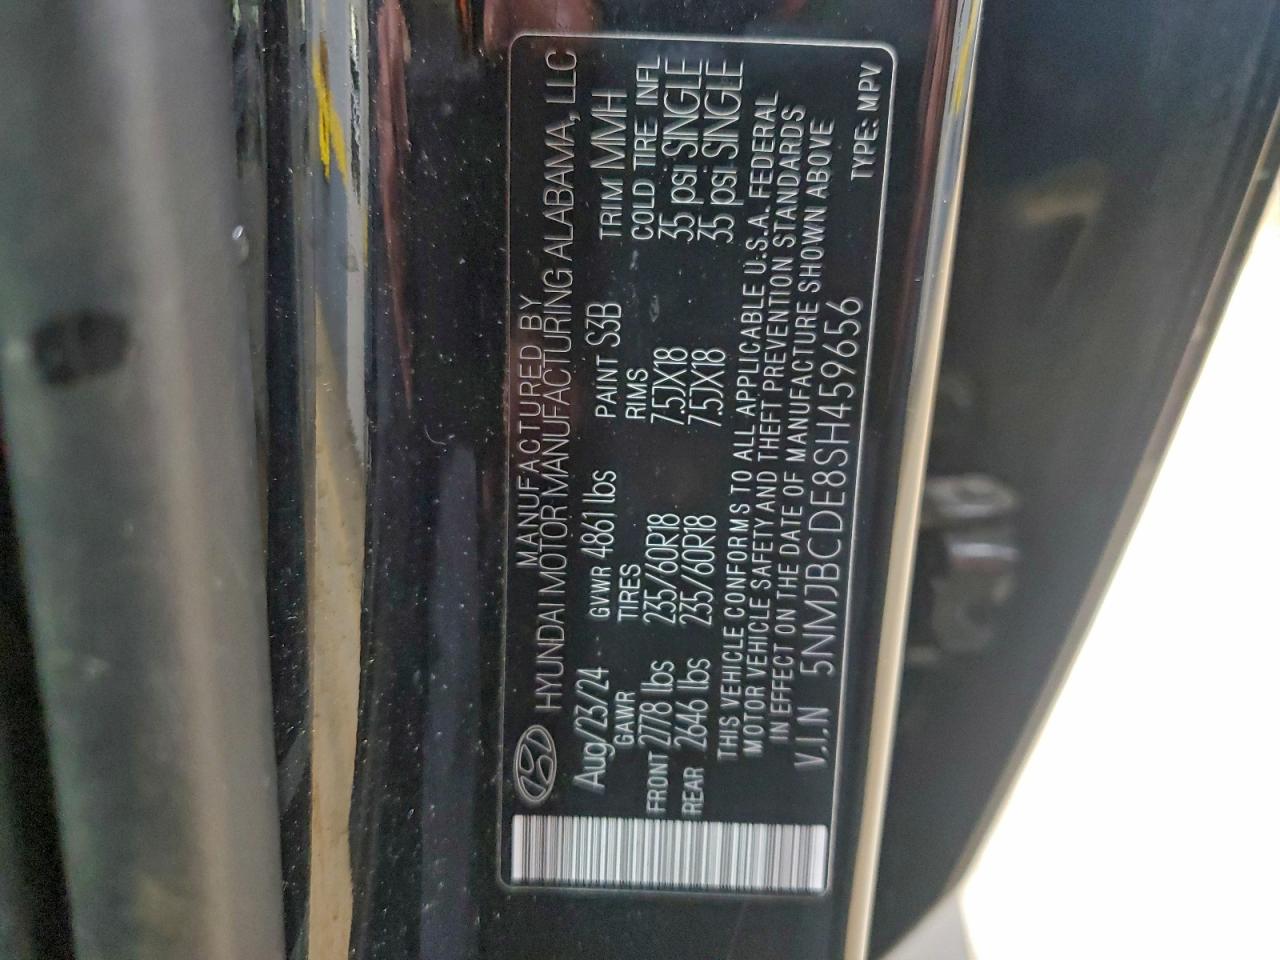 MANUFACTURED BY
HYUNDAI MOTOR MANUFACTURING ALABAMA, LLC
Aug/23/24 GVWR 4861 lbs PAINT S3B TRIM MMH
GAWR TIRES RIMS COLD TIRE INFL
FRONT 2778 lbs 235/60R18 7.5JX18 35 psi SINGLE
REAR 2646 lbs 235/60R18 7.5JX18 35 psi SINGLE
THIS VEHICLE CONFORMS TO ALL APPLICABLE U.S.A. FEDERAL
MOTOR VEHICLE SAFETY AND THEFT PREVENTION STANDARDS
IN EFFECT ON THE DATE OF MANUFACTURE SHOWN ABOVE
V.I.N 5NMJBCDE8SH459656 TYPE: MPV